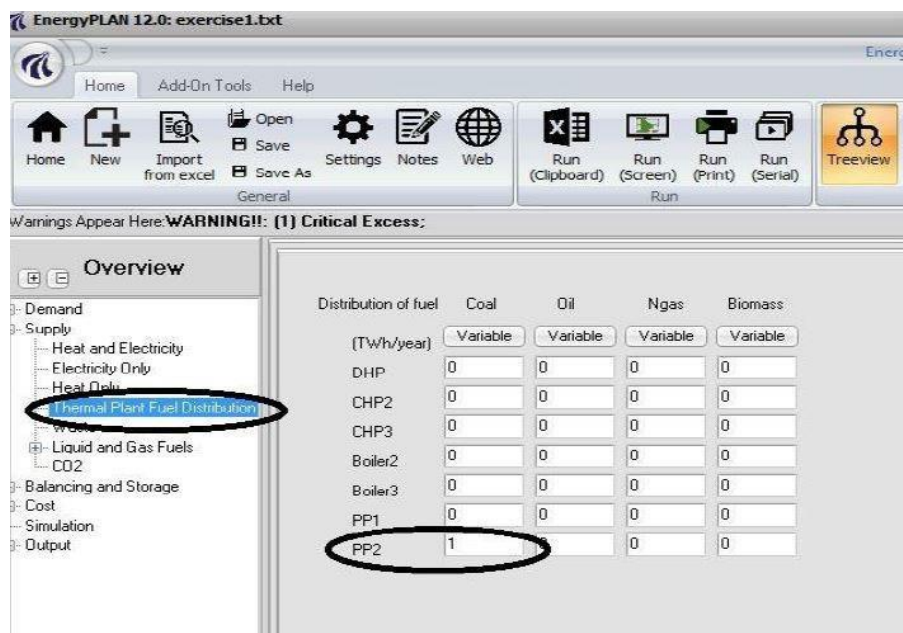 EnergyPLAN 12.0: exercise1.txt
Energ
Home Add-On Tools Help
Home New Import from excel Open Save Save As Settings Notes Web Run (Clipboard) Run (Screen) Run (Print) Run (Serial) Treeview
General Run
Warnings Appear Here: WARNING!!: (1) Critical Excess;
Overview
Demand
Supply
Heat and Electricity
Electricity Only
Heat Only
Thermal Plant Fuel Distribution
Waste
Liquid and Gas Fuels
CO2
Balancing and Storage
Cost
Simulation
Output
Distribution of fuel Coal Oil Ngas Biomass
(TWh/year) Variable Variable Variable Variable
DHP 0 0 0 0
CHP2 0 0 0 0
CHP3 0 0 0 0
Boiler2 0 0 0 0
Boiler3 0 0 0 0
PP1 0 0 0 0
PP2 1 0 0 0